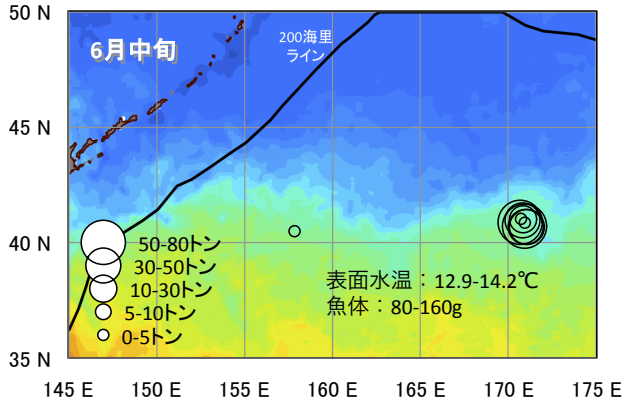 50 N
6月中旬
200海里
ライン
45 N
40 N
50-80トン
30-50トン
10-30トン
5-10トン
0-5トン
表面水温：12.9-14.2℃
魚体：80-160g
35 N
145 E 150 E 155 E 160 E 165 E 170 E 175 E